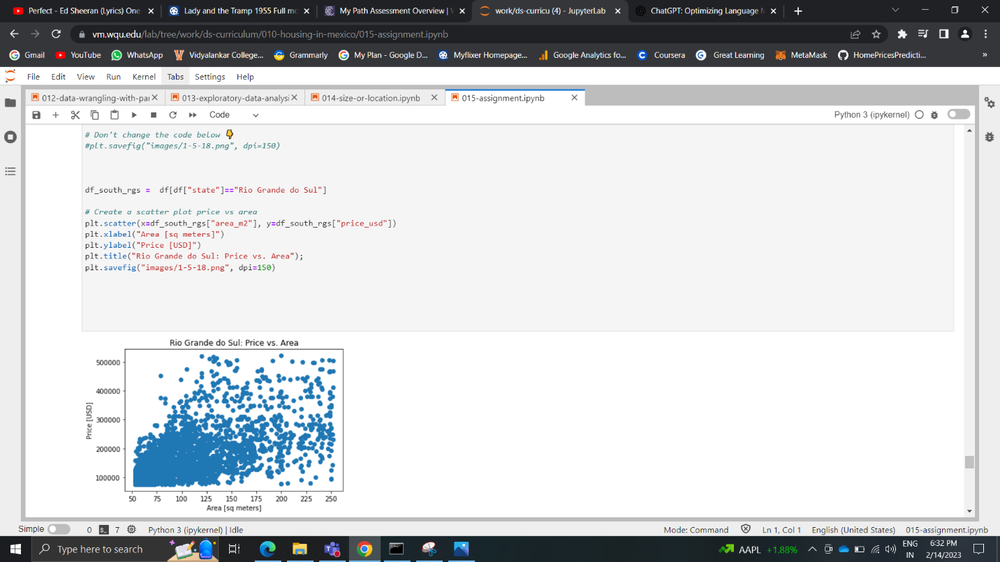 Perfect - Ed Sheeran (Lyrics) One
Lady and the Tramp 1955 Full mo
My Path Assessment Overview |
work/ds-curricu (4) - JupyterLab
ChatGPT: Optimizing Language
vm.wqu.edu/lab/tree/work/ds-curriculum/010-housing-in-mexico/015-assignment.ipynb
Gmail YouTube WhatsApp Vidyalankar College... Grammarly My Plan - Google D... Myflixer Homepage... Google Analytics fo... Coursera Great Learning MetaMask HomePricesPredicti... »
File Edit View Run Kernel Tabs Settings Help
012-data-wrangling-with-pa 013-exploratory-data-analysi 014-size-or-location.ipynb 015-assignment.ipynb
Code Python 3 (ipykernel)
# Don't change the code below 👇
#plt.savefig("images/1-5-18.png", dpi=150)
df_south_rgs = df[df["state"]=="Rio Grande do Sul"]
# Create a scatter plot price vs area
plt.scatter(x=df_south_rgs["area_m2"], y=df_south_rgs["price_usd"])
plt.xlabel("Area [sq meters]")
plt.ylabel("Price [USD]")
plt.title("Rio Grande do Sul: Price vs. Area");
plt.savefig("images/1-5-18.png", dpi=150)
Rio Grande do Sul: Price vs. Area
500000
400000
300000
200000
100000
Price [USD]
50 75 100 125 150 175 200 225 250
Area [sq meters]
Simple 0 7 Python 3 (ipykernel) | Idle Mode: Command Ln 1, Col 1 English (United States) 015-assignment.ipynb
Type here to search AAPL +1.88% ENG 6:32 PM
IN 2/14/2023